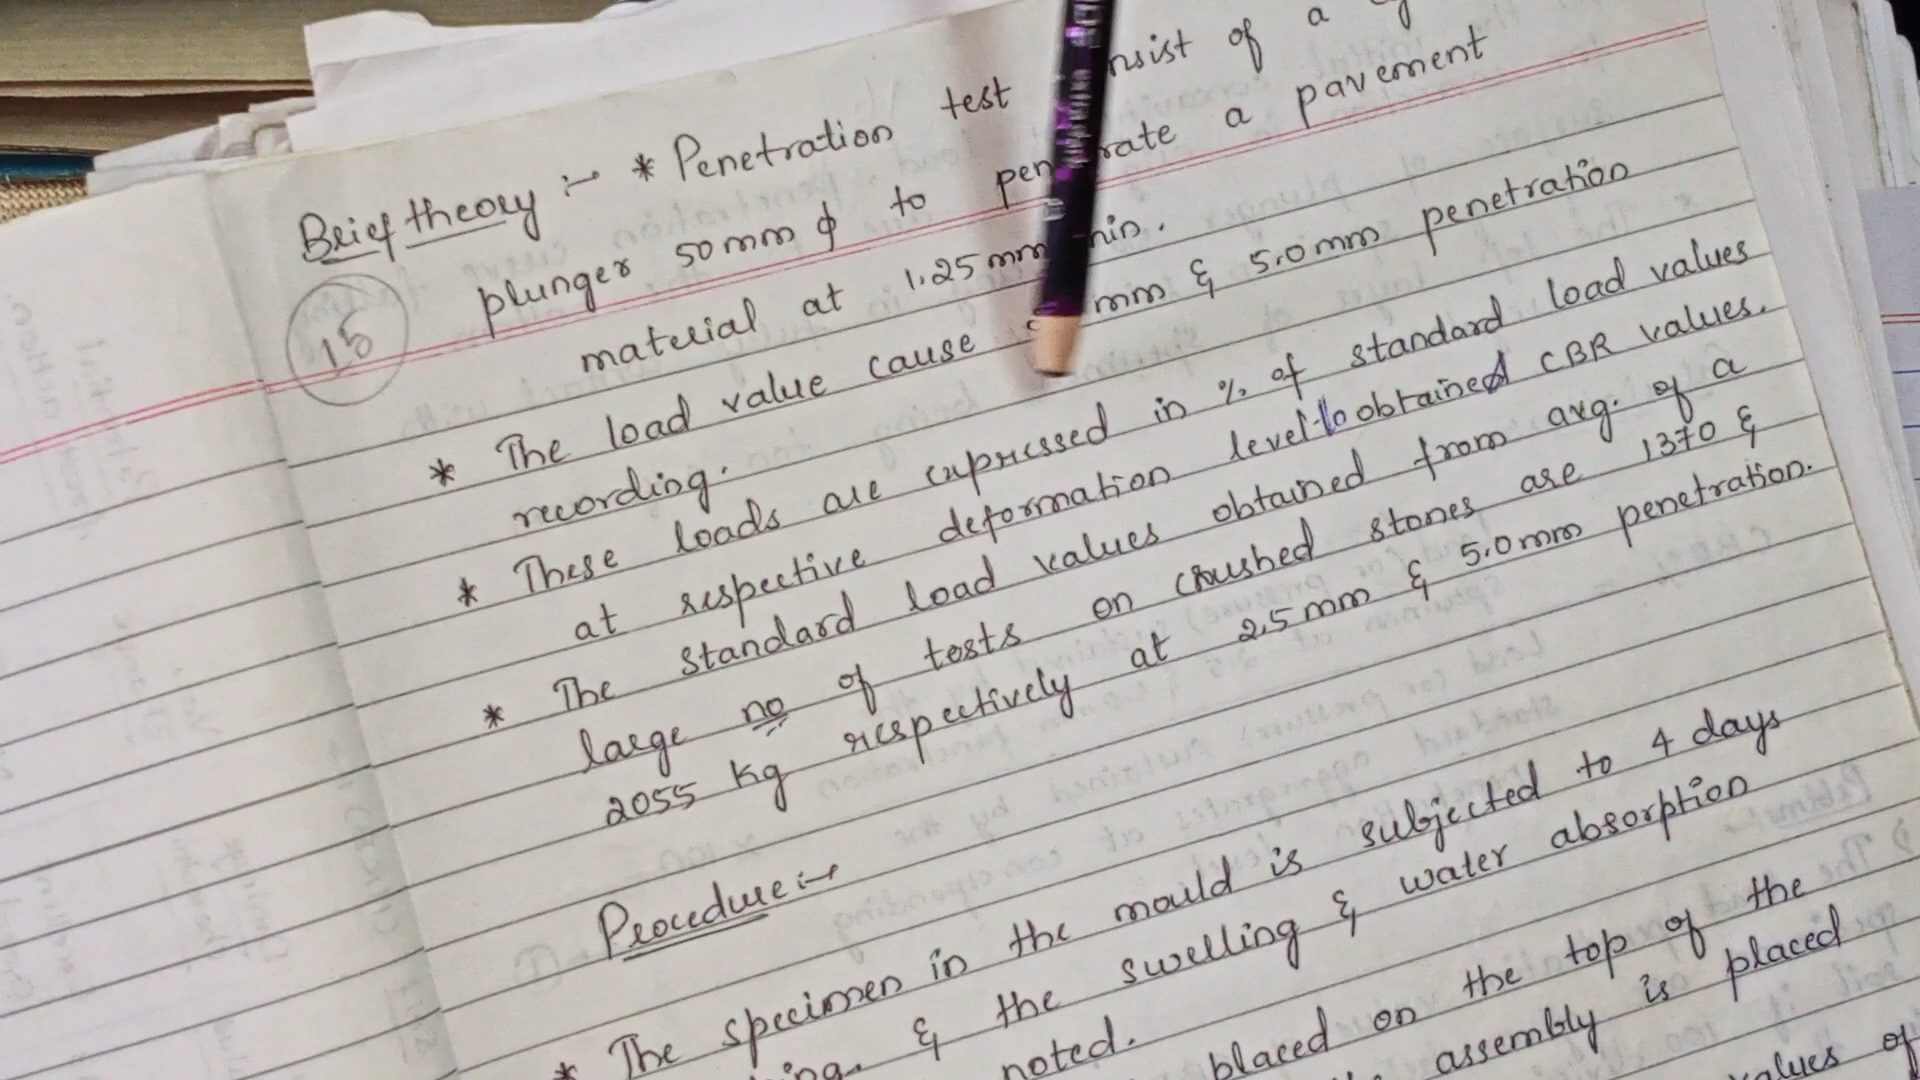 Brief theory :- * Penetration test nsist of a
plunger 50mm ϕ to pen rate a pavement
15
material at 1.25 mm min.
* The load value cause mm & 5.0mm penetration
recording.
* These loads are expressed in % of standard load values
at respective deformation level to obtained CBR values.
* The standard load values obtained from avg. of a
large no of tests on crushed stones are 1370 &
2055 Kg respectively at 2.5mm & 5.0mm penetration.
Procedure :-
* The specimen in the mould is subjected to 4 days
& the swelling & water absorption
noted.
placed on the top of the
assembly is placed
values of